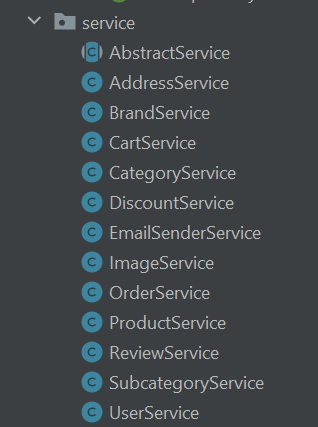 service
AbstractService
AddressService
BrandService
CartService
CategoryService
DiscountService
EmailSenderService
ImageService
OrderService
ProductService
ReviewService
SubcategoryService
UserService